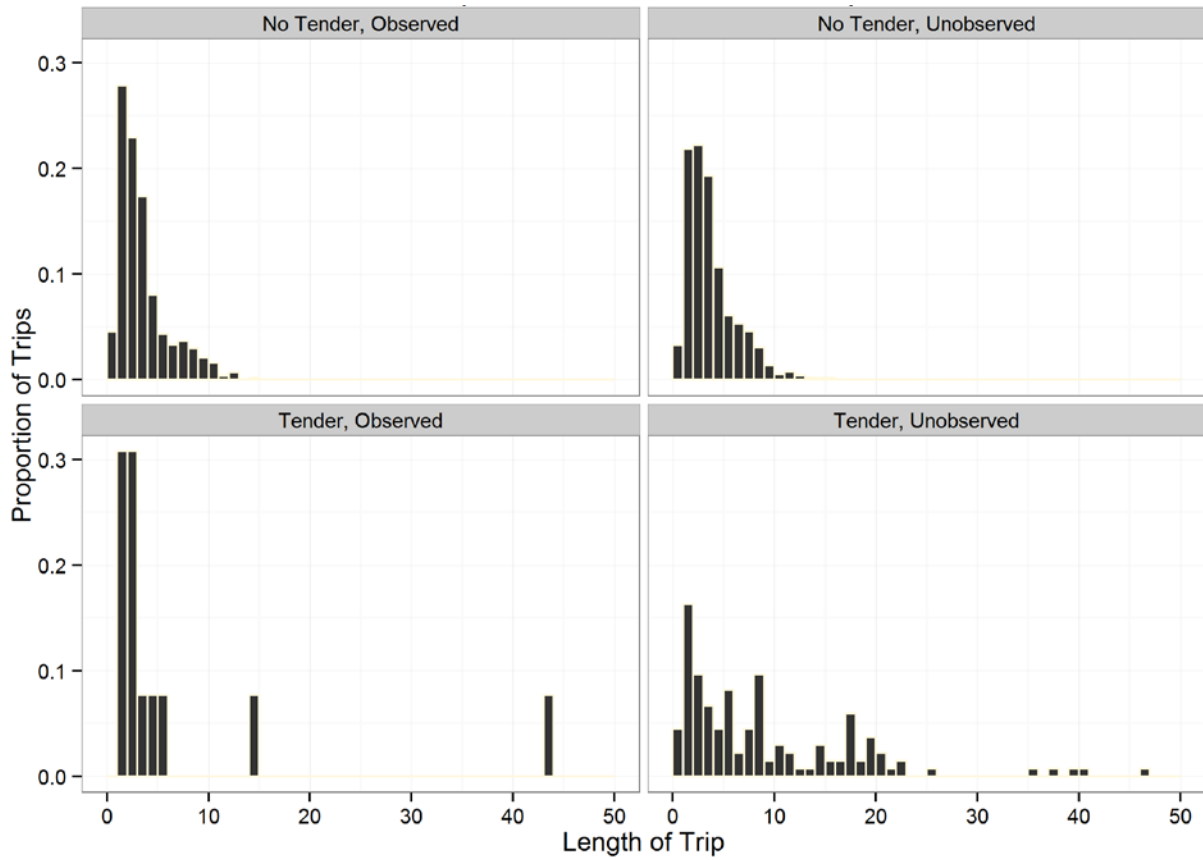 No Tender, Observed
No Tender, Unobserved
0.3
0.2
0.1
0.0
Tender, Observed
Tender, Unobserved
0.3
0.2
0.1
0.0
Proportion of Trips
0 10 20 30 40 50
0 10 20 30 40 50
Length of Trip